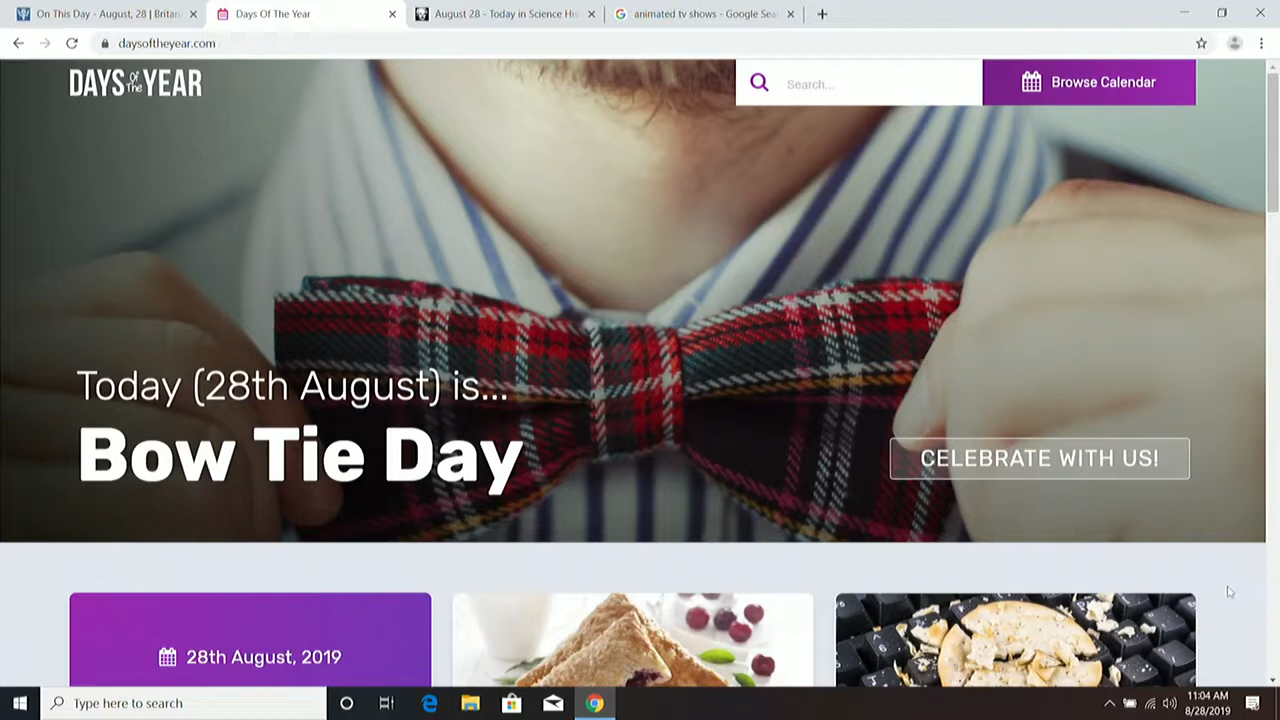 On This Day - August, 28 | Britan
Days Of The Year
August 28 - Today in Science His
animated tv shows - Google Sea
daysoftheyear.com
DAYS OF THE YEAR
Search...
Browse Calendar
Today (28th August) is...
Bow Tie Day
CELEBRATE WITH US!
28th August, 2019
Type here to search
11:04 AM
8/28/2019